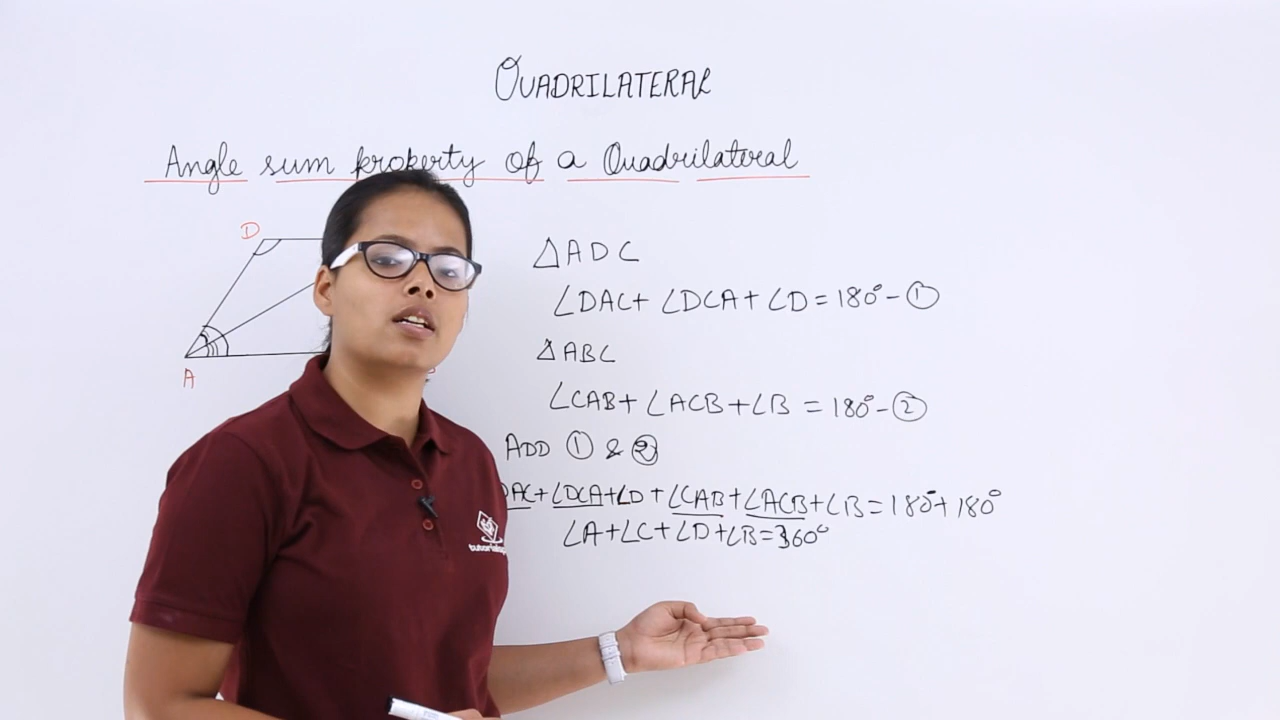 QUADRILATERAL
Angle sum property of a Quadrilateral
D
A
△ADC
∠DAC+ ∠DCA + ∠D = 180° - ①
△ABC
∠CAB+ ∠ACB +∠B = 180° - ②
ADD ① & ②
DAC+∠DCA+∠D + ∠CAB+∠ACB+∠B = 180°+ 180°
∠A+∠C+∠D+∠B=360°